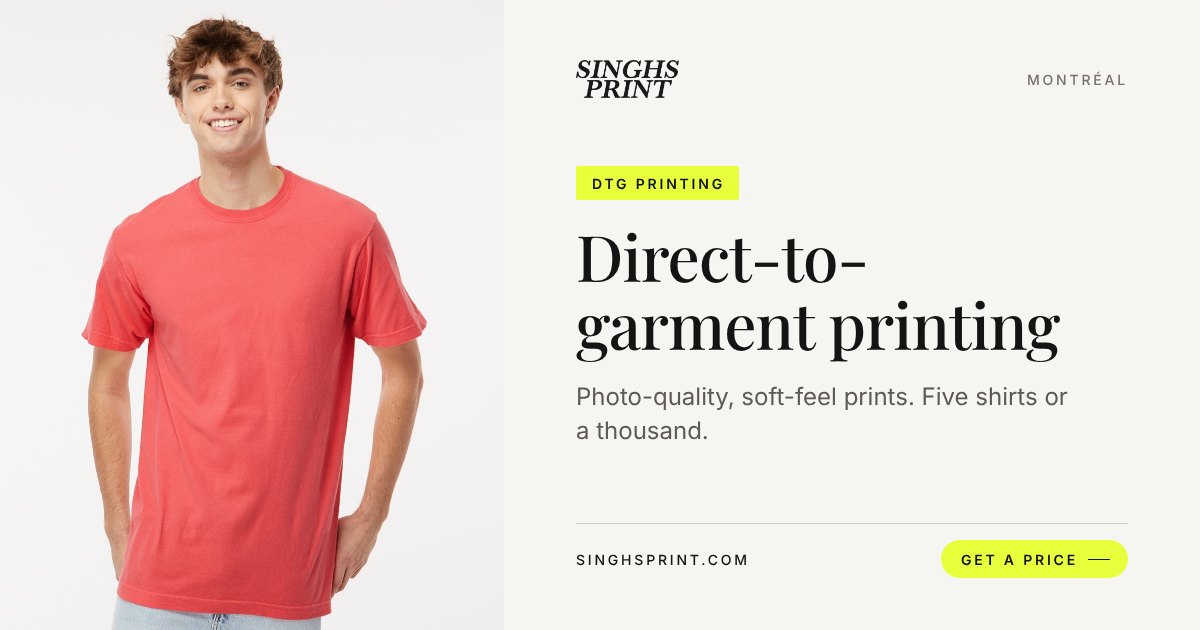 SINGHS
PRINT
MONTRÉAL
DTG PRINTING
Direct-to-
garment printing
Photo-quality, soft-feel prints. Five shirts or
a thousand.
SINGHSPRINT.COM
GET A PRICE —